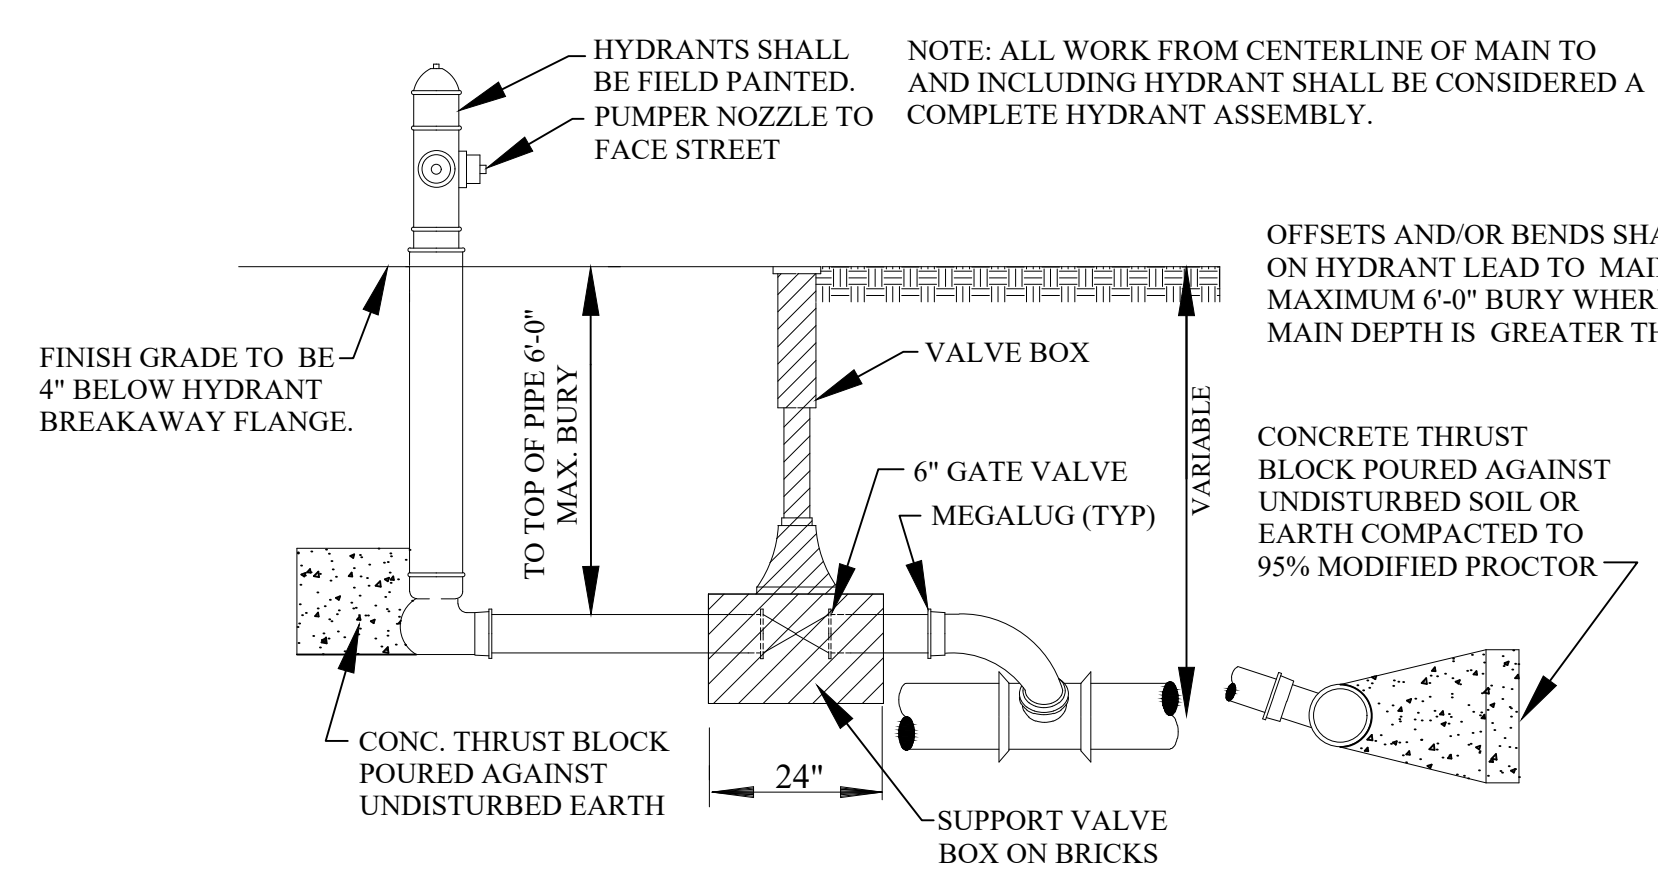 HYDRANTS SHALL
BE FIELD PAINTED.
PUMPER NOZZLE TO
FACE STREET
NOTE: ALL WORK FROM CENTERLINE OF MAIN TO
AND INCLUDING HYDRANT SHALL BE CONSIDERED A
COMPLETE HYDRANT ASSEMBLY.
OFFSETS AND/OR BENDS
ON HYDRANT LEAD TO
MAXIMUM 6'-0" BURY
MAIN DEPTH IS GREATER
FINISH GRADE TO BE
4" BELOW HYDRANT
BREAKAWAY FLANGE.
TO TOP OF PIPE 6'-0"
MAX. BURY
VALVE BOX
6" GATE VALVE
MEGALUG (TYP)
VARIABLE
CONCRETE THRUST
BLOCK POURED AGAINST
UNDISTURBED SOIL OR
EARTH COMPACTED TO
95% MODIFIED PROCTOR
CONC. THRUST BLOCK
POURED AGAINST
UNDISTURBED EARTH
24"
SUPPORT VALVE
BOX ON BRICKS